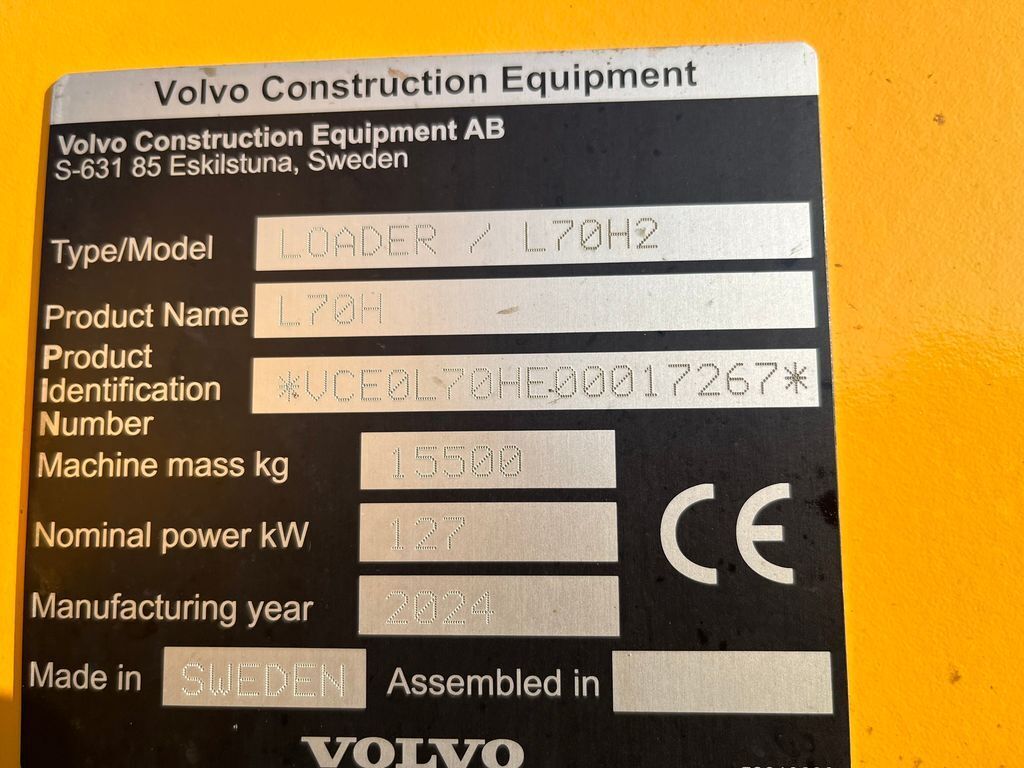 Volvo Construction Equipment
Volvo Construction Equipment AB
S-631 85 Eskilstuna, Sweden
Type/Model LOADER / L70H2
Product Name L70H
Product
Identification *VCE0L70HE00017267*
Number
Machine mass kg 15500
Nominal power kW 127
Manufacturing year 2024
CE
Made in SWEDEN Assembled in
VOLVO